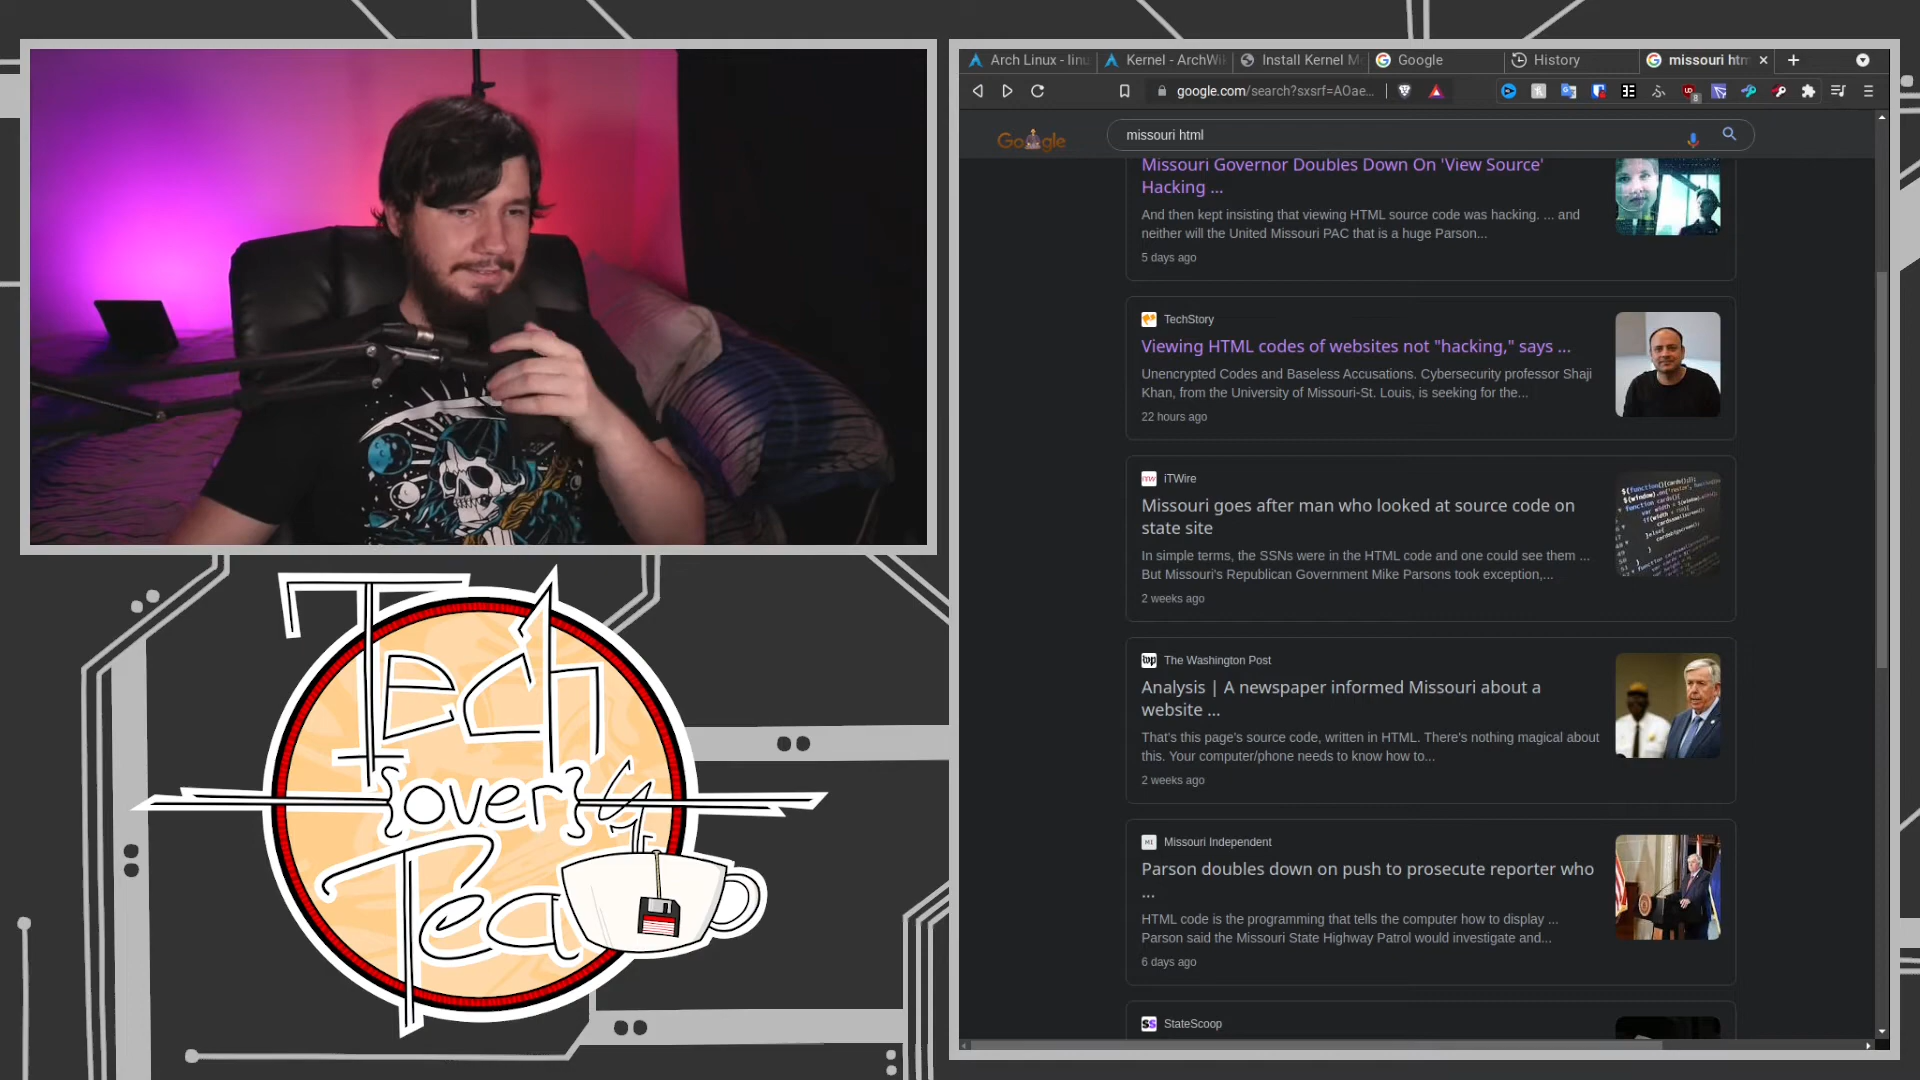 Tech
{over}
Tea
Arch Linux - linu
Kernel - ArchWi
Install Kernel M
Google
History
missouri htm
google.com/search?sxsrf=AOae...
8
Google
missouri html
Missouri Governor Doubles Down On 'View Source'
Hacking ...
And then kept insisting that viewing HTML source code was hacking. ... and
neither will the United Missouri PAC that is a huge Parson...
5 days ago
TechStory
Viewing HTML codes of websites not "hacking," says ...
Unencrypted Codes and Baseless Accusations. Cybersecurity professor Shaji
Khan, from the University of Missouri-St. Louis, is seeking for the...
22 hours ago
iTWire
Missouri goes after man who looked at source code on
state site
In simple terms, the SSNs were in the HTML code and one could see them ...
But Missouri's Republican Government Mike Parsons took exception,...
2 weeks ago
wp
The Washington Post
Analysis | A newspaper informed Missouri about a
website ...
That's this page's source code, written in HTML. There's nothing magical about
this. Your computer/phone needs to know how to...
2 weeks ago
MI
Missouri Independent
Parson doubles down on push to prosecute reporter who
...
HTML code is the programming that tells the computer how to display ...
Parson said the Missouri State Highway Patrol would investigate and...
6 days ago
SS
StateScoop